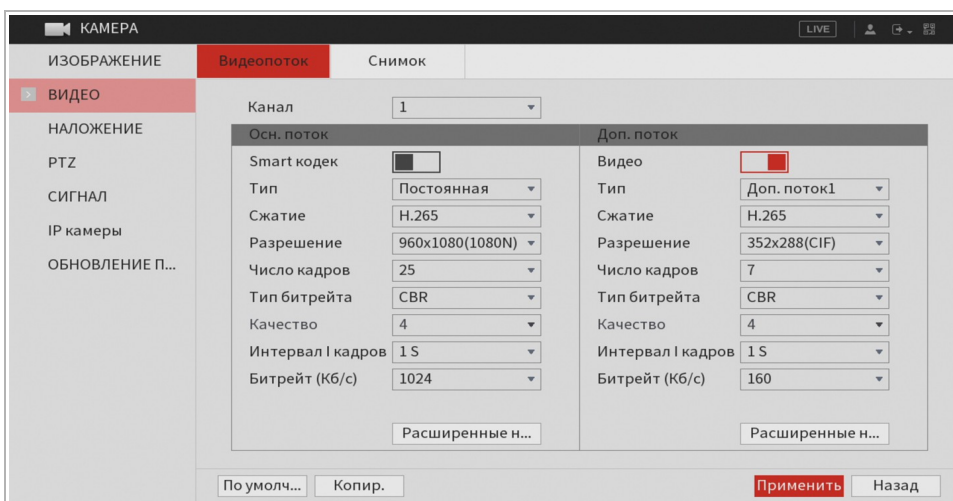 КАМЕРА LIVE
ИЗОБРАЖЕНИЕ Видеопоток Снимок
ВИДЕО
НАЛОЖЕНИЕ
PTZ
СИГНАЛ
IP камеры
ОБНОВЛЕНИЕ П...
Канал 1
Осн. поток Доп. поток
Smart кодек Видео
Тип Постоянная Тип Доп. поток1
Сжатие H.265 Сжатие H.265
Разрешение 960x1080(1080N) Разрешение 352x288(CIF)
Число кадров 25 Число кадров 7
Тип битрейта CBR Тип битрейта CBR
Качество 4 Качество 4
Интервал I кадров 1 S Интервал I кадров 1 S
Битрейт (Кб/с) 1024 Битрейт (Кб/с) 160
Расширенные н... Расширенные н...
По умолч... Копир. Применить Назад